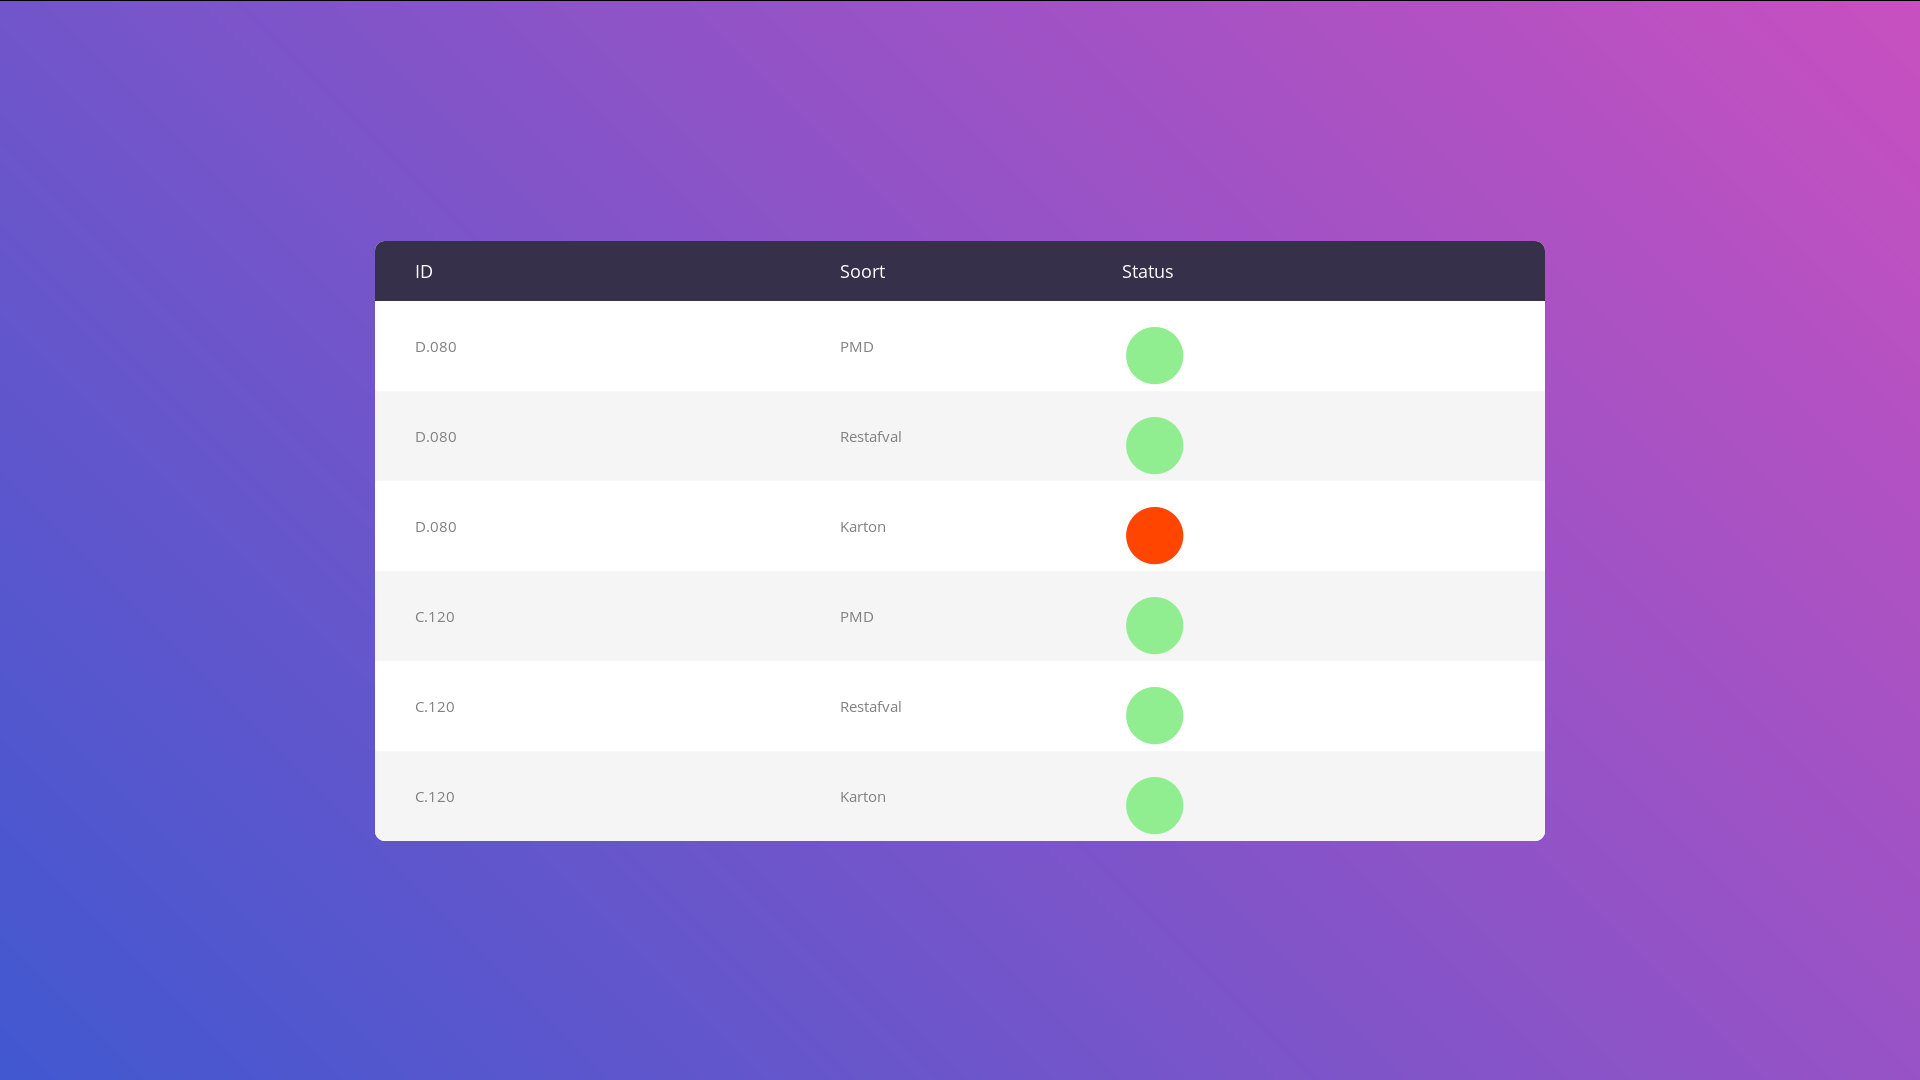 ID Soort Status
D.080 PMD
D.080 Restafval
D.080 Karton
C.120 PMD
C.120 Restafval
C.120 Karton